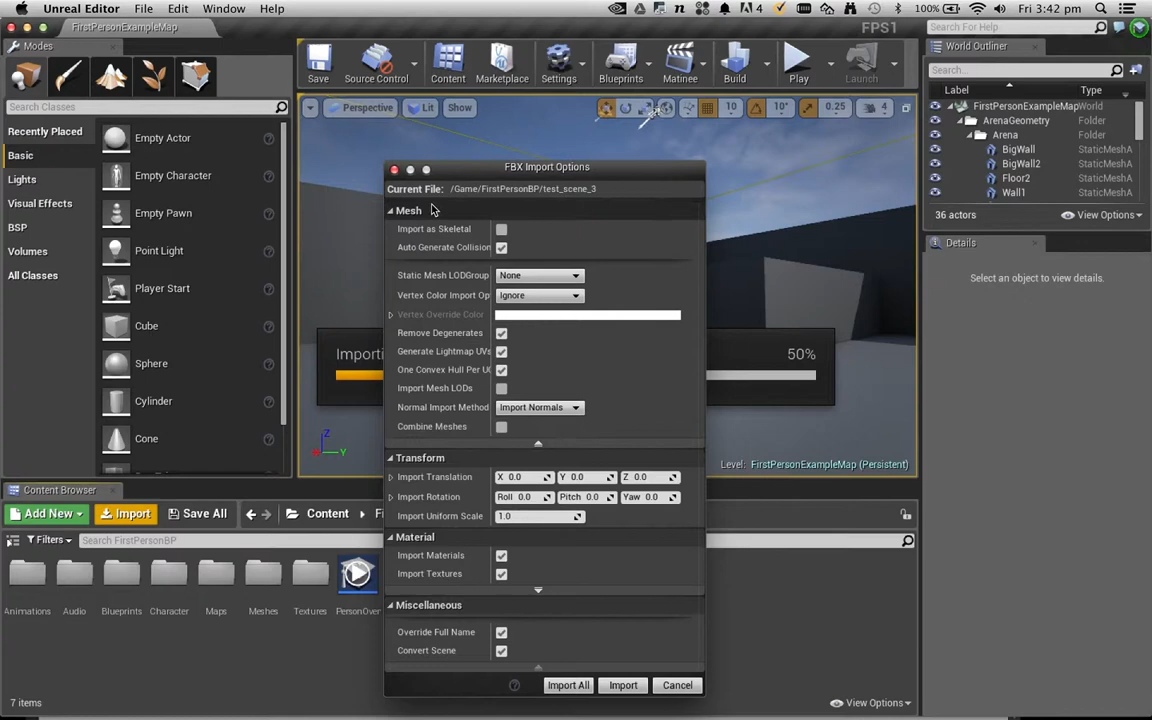 Unreal Editor File Edit Window Help
4 100% Fri 3:42 pm
FirstPersonExampleMap
FPS1
Search For Help
Modes
Search Classes
Recently Placed
Basic
Lights
Visual Effects
BSP
Volumes
All Classes
Empty Actor
Empty Character
Empty Pawn
Point Light
Player Start
Cube
Sphere
Cylinder
Cone
Save
Source Control
Content
Marketplace
Settings
Blueprints
Matinee
Build
Play
Launch
Perspective
Lit
Show
10
10°
0.25
4
Importi
50%
Level: FirstPersonExampleMap (Persistent)
FBX Import Options
Current File: /Game/FirstPersonBP/test_scene_3
Mesh
Import as Skeletal
Auto Generate Collision
Static Mesh LODGroup None
Vertex Color Import Op Ignore
Vertex Override Color
Remove Degenerates
Generate Lightmap UVs
One Convex Hull Per UC
Import Mesh LODs
Normal Import Method Import Normals
Combine Meshes
Transform
Import Translation X 0.0 Y 0.0 Z 0.0
Import Rotation Roll 0.0 Pitch 0.0 Yaw 0.0
Import Uniform Scale 1.0
Material
Import Materials
Import Textures
Miscellaneous
Override Full Name
Convert Scene
Import All
Import
Cancel
World Outliner
Search...
Label
Type
FirstPersonExampleMap World
ArenaGeometry Folder
Arena Folder
BigWall StaticMeshA
BigWall2 StaticMeshA
Floor2 StaticMeshA
Wall1 StaticMeshA
36 actors
View Options
Details
Select an object to view details.
Content Browser
Add New
Import
Save All
Content
Fi
Filters
Search FirstPersonBP
Animations
Audio
Blueprints
Character
Maps
Meshes
Textures
PersonOver
7 items
View Options
Z
X
Y